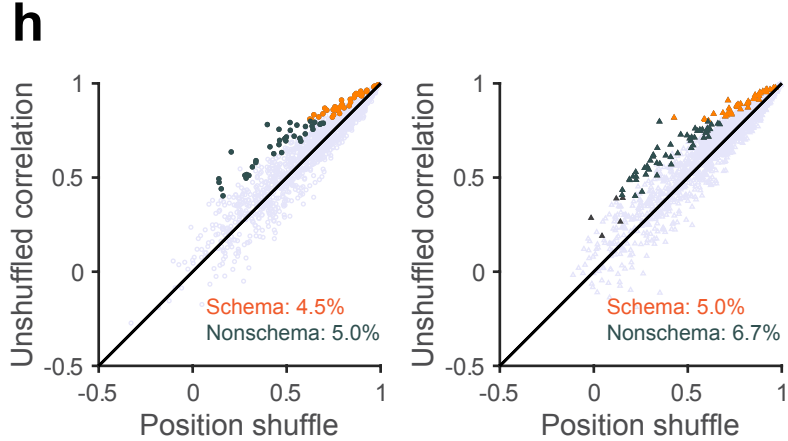 h
Unshuffled correlation
1
0.5
0
-0.5
Schema: 4.5%
Nonschema: 5.0%
-0.5 0 0.5 1
Position shuffle
Unshuffled correlation
1
0.5
0
-0.5
Schema: 5.0%
Nonschema: 6.7%
-0.5 0 0.5 1
Position shuffle